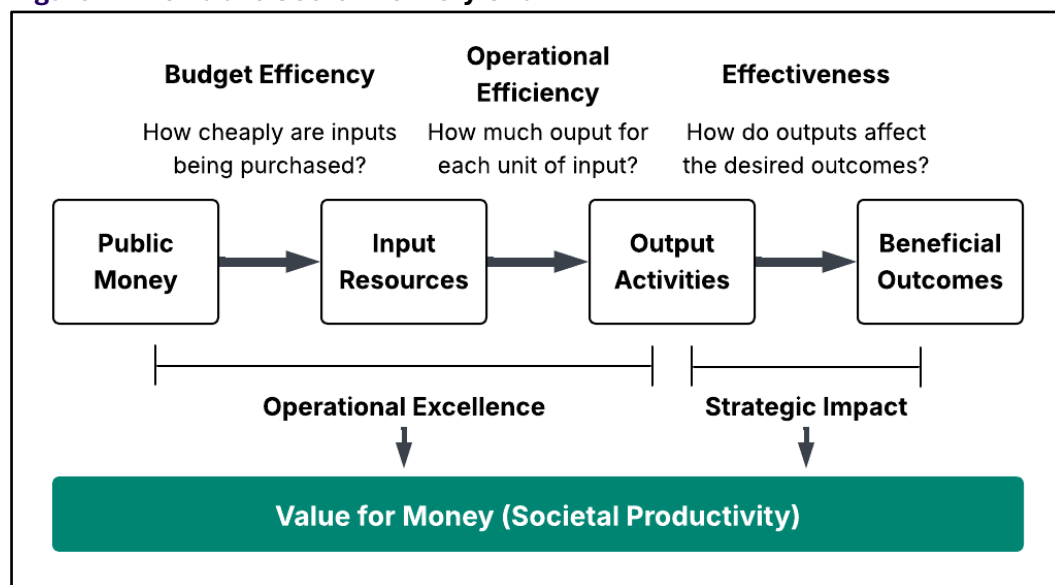 Budget Efficency
Operational
Efficiency
Effectiveness
How cheaply are inputs
being purchased?
How much ouput for
each unit of input?
How do outputs affect
the desired outcomes?
Public
Money
Input
Resources
Output
Activities
Beneficial
Outcomes
Operational Excellence
Strategic Impact
Value for Money (Societal Productivity)